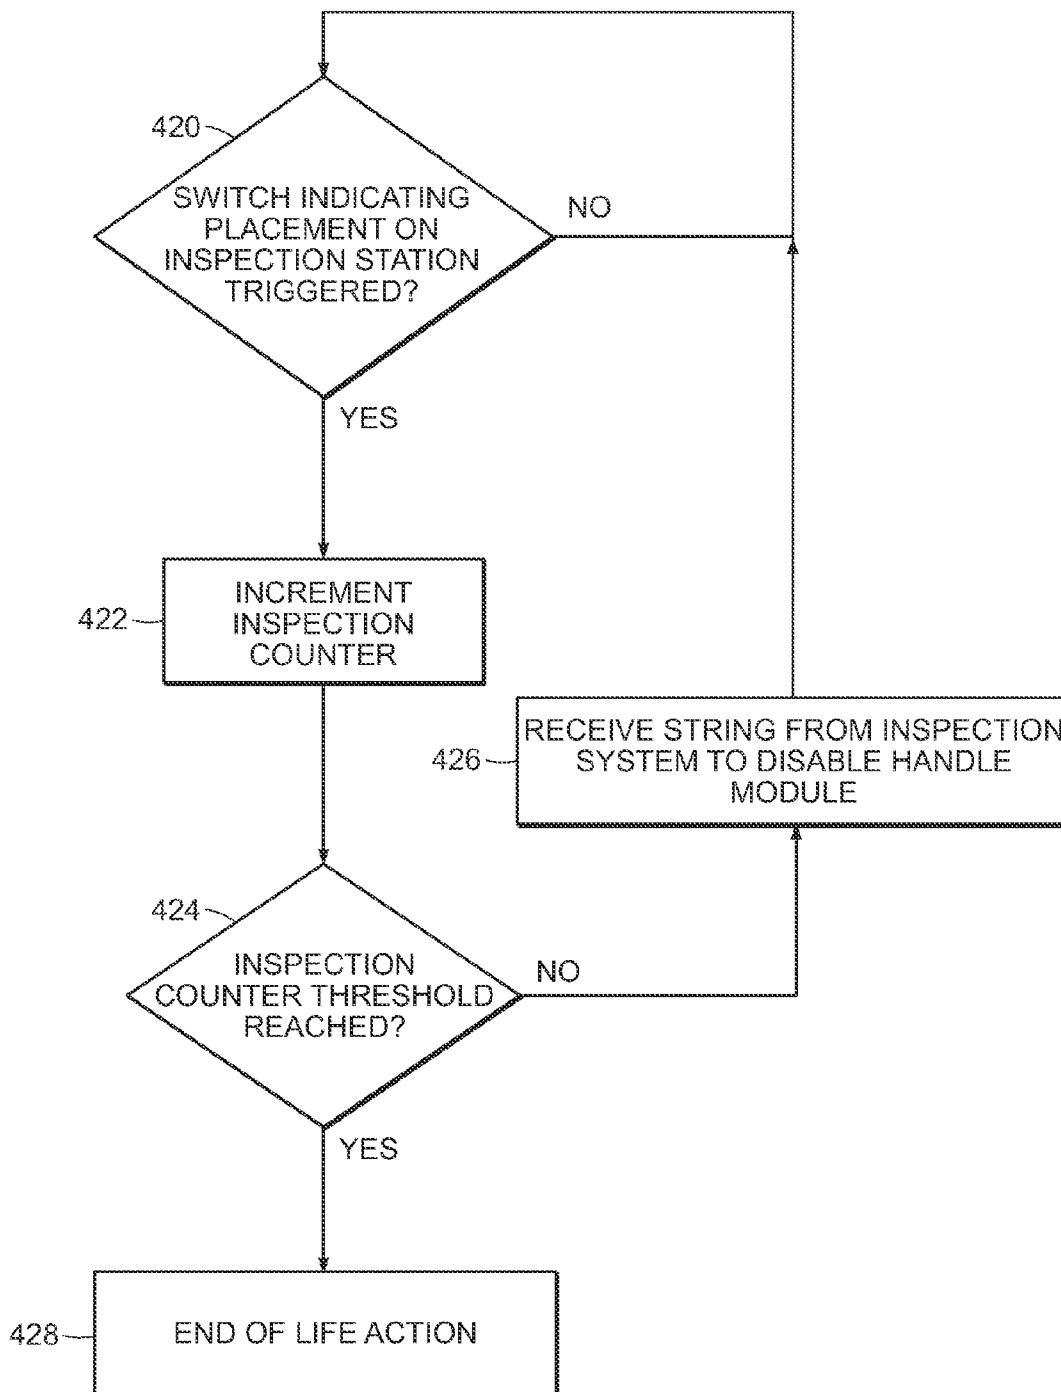 420
SWITCH INDICATING
PLACEMENT ON
INSPECTION STATION
TRIGGERED?
NO
YES
422
INCREMENT
INSPECTION
COUNTER
426
RECEIVE STRING FROM INSPECTION
SYSTEM TO DISABLE HANDLE
MODULE
424
INSPECTION
COUNTER THRESHOLD
REACHED?
NO
YES
428
END OF LIFE ACTION